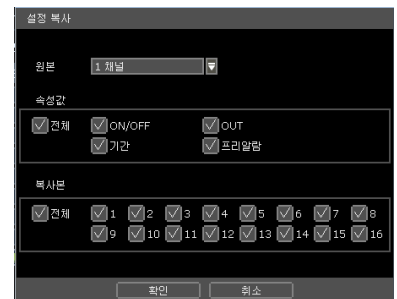 설정 복사
원본 1 채널
속성값
전체 ON/OFF OUT
기간 프리알람
복사본
전체 1 2 3 4 5 6 7 8
9 10 11 12 13 14 15 16
확인 취소